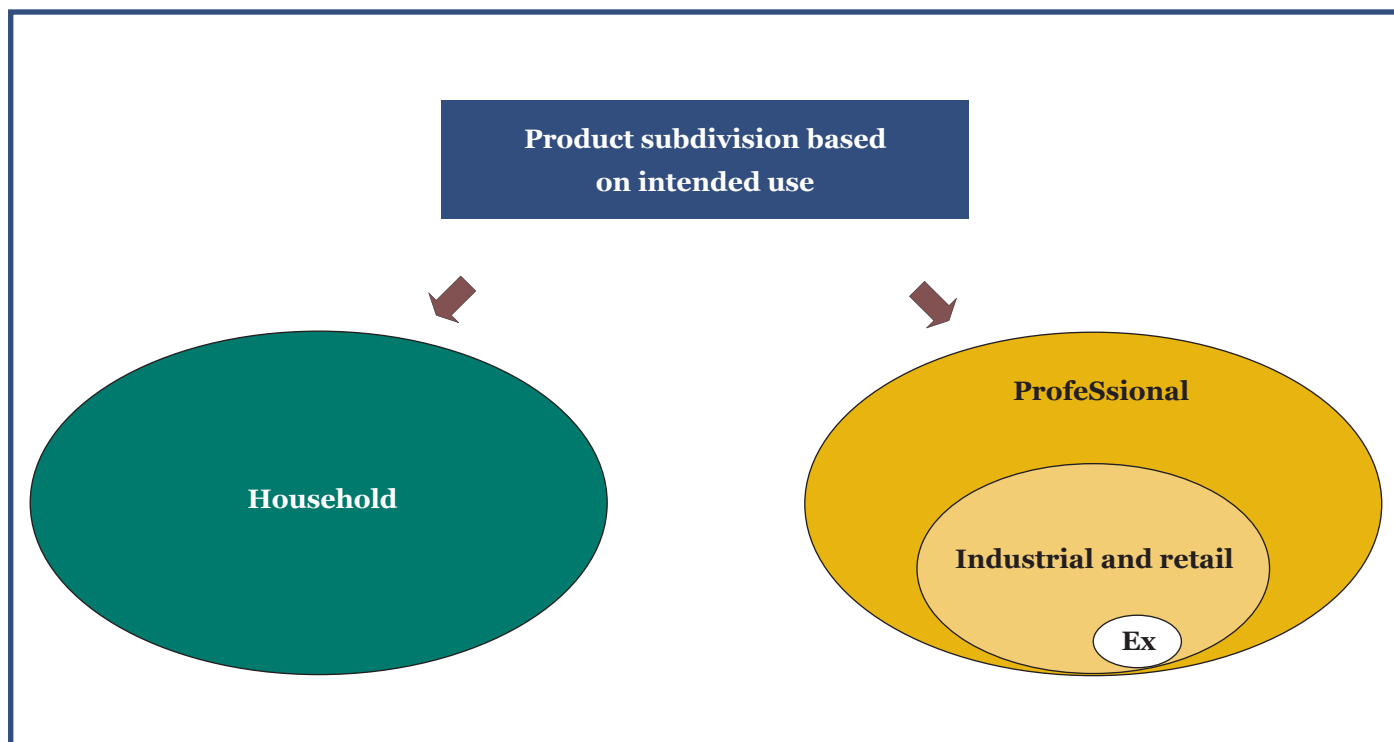 Product subdivision based
on intended use
ProfeSsional
Household
Industrial and retail
Ex